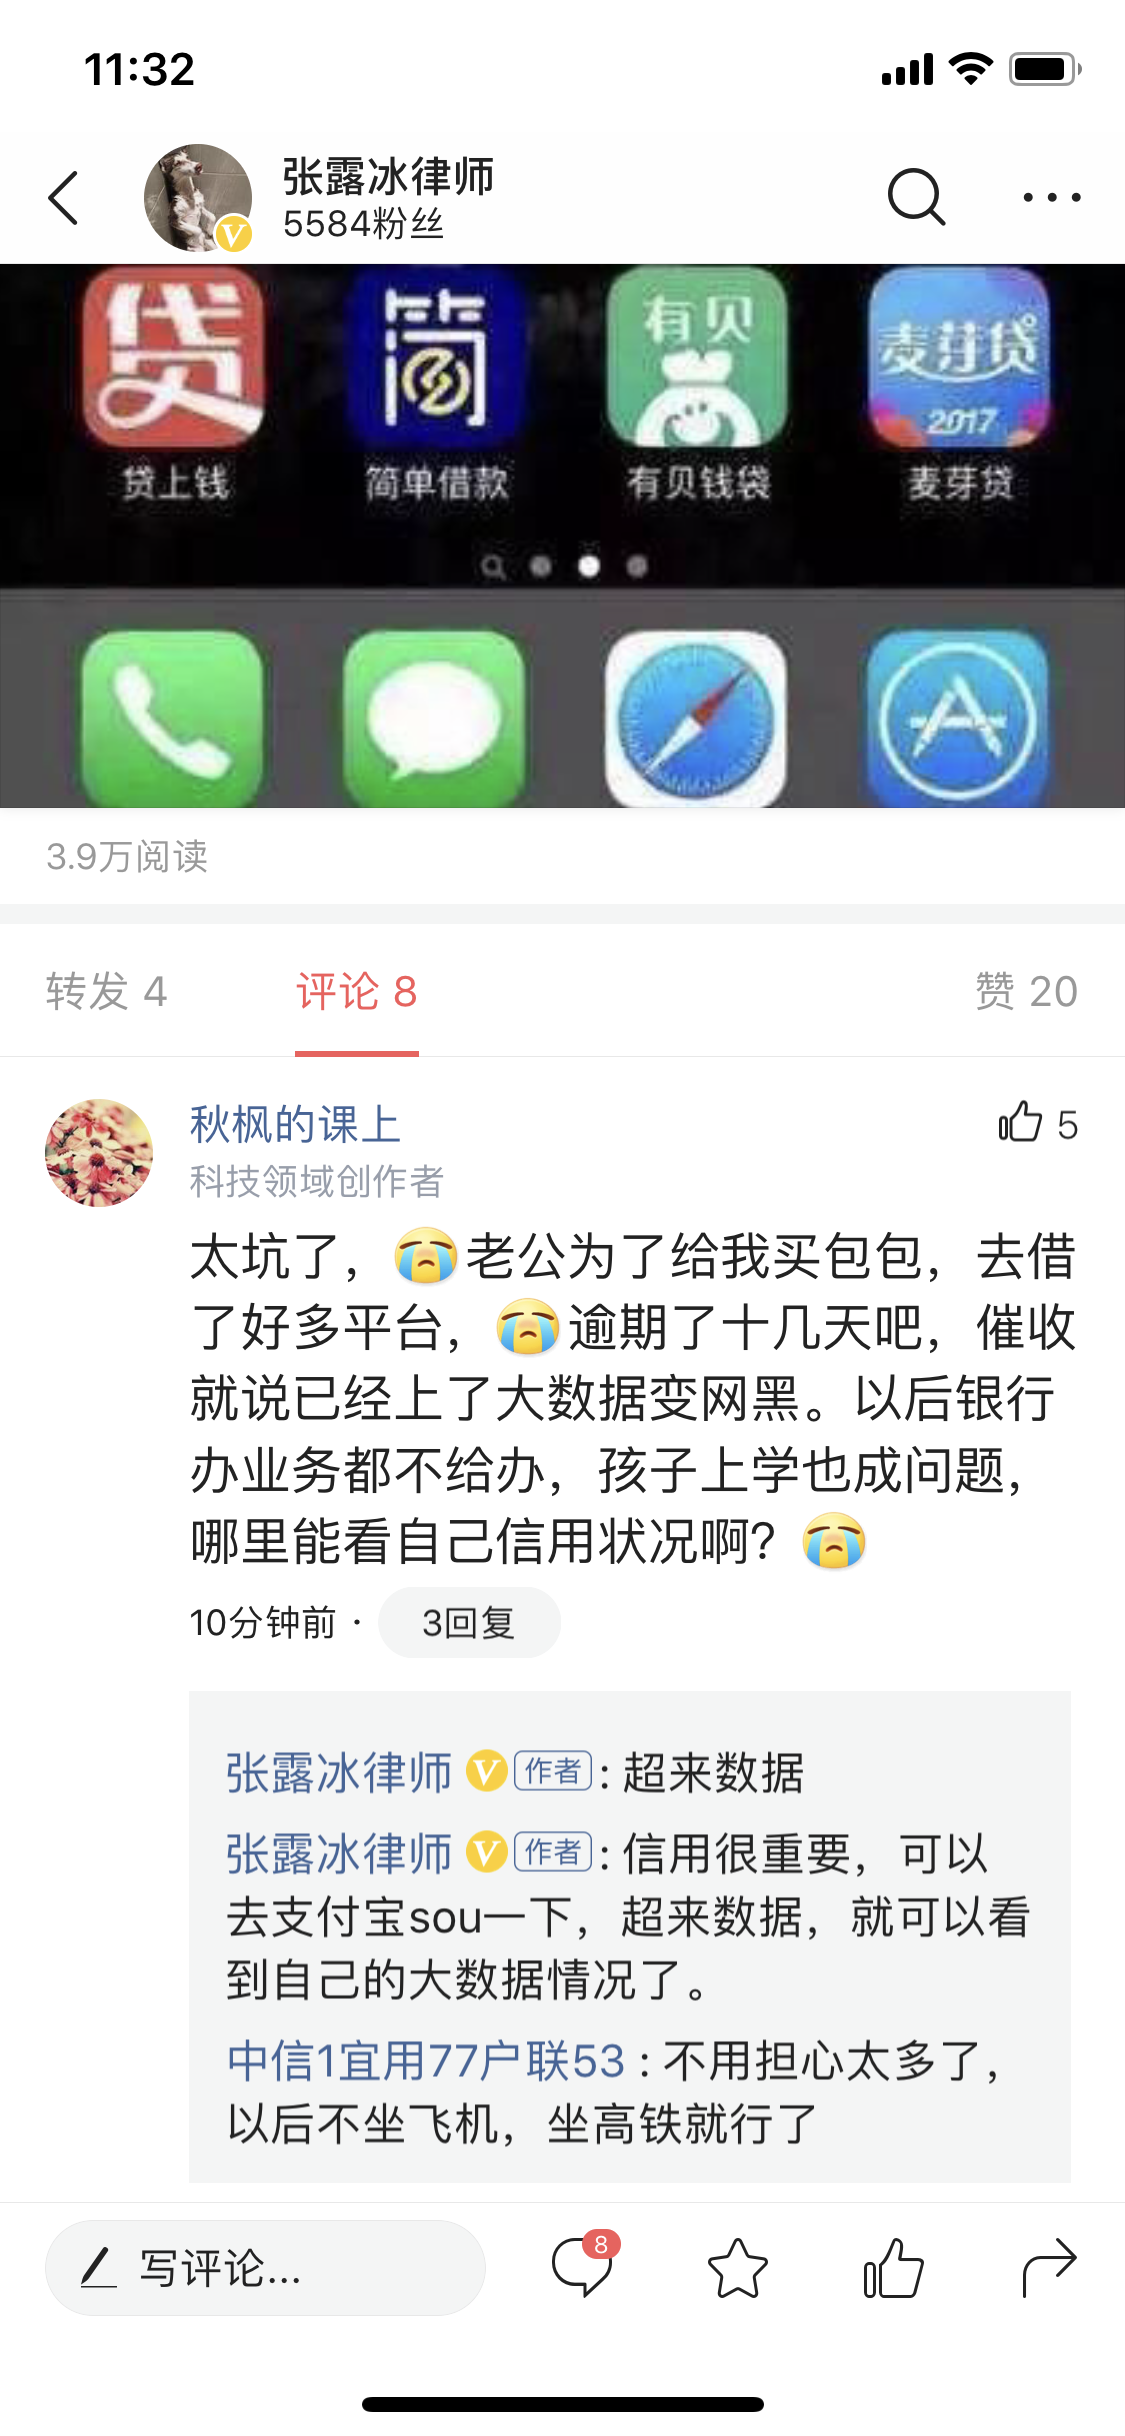 11:32
张露冰律师
5584粉丝
贷 简 有贝 麦芽贷
2017
贷上钱 简单借款 有贝钱袋 麦芽贷
3.9万阅读
转发 4 评论 8 赞 20
秋枫的课上 5
科技领域创作者
太坑了，😭老公为了给我买包包，去借
了好多平台，😭逾期了十几天吧，催收
就说已经上了大数据变网黑。以后银行
办业务都不给办，孩子上学也成问题，
哪里能看自己信用状况啊？😭
10分钟前 · 3回复
张露冰律师 V 作者：超来数据
张露冰律师 V 作者：信用很重要，可以
去支付宝sou一下，超来数据，就可以看
到自己的大数据情况了。
中信1宜用77户联53：不用担心太多了，
以后不坐飞机，坐高铁就行了
写评论... 8